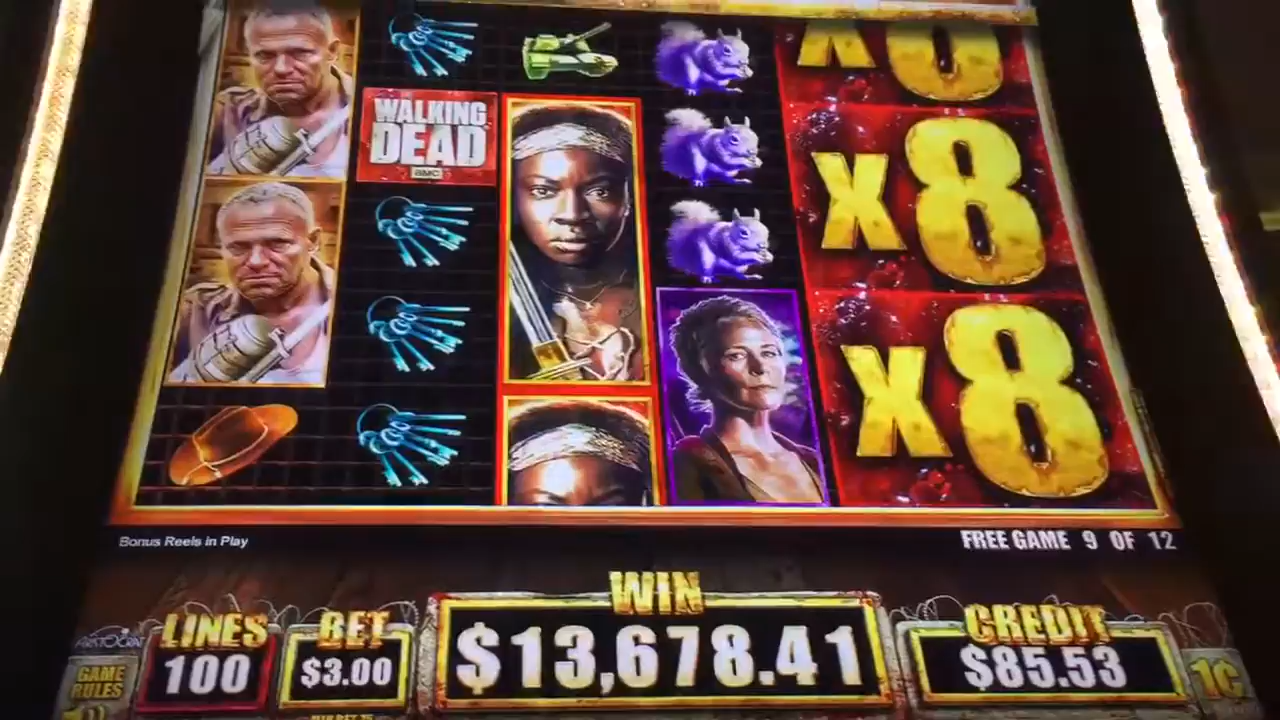 x8
WALKING
DEAD
AMC
x8
x8
Bonus Reels in Play
FREE GAME 9 OF 12
WIN
LINES
BET
CREDIT
ARISTOCRAT
100
$3.00
$13,678.41
$85.53
GAME
RULES
1¢